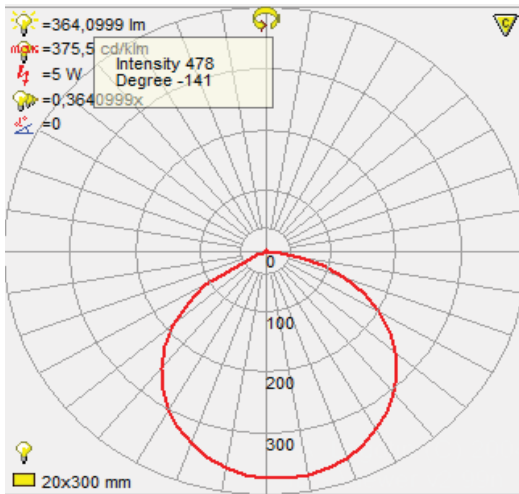 =364,0999 lm
max =375,5 cd/klm
Intensity 478
Degree -141
=5 W
=0,3640999x
=0
C
0
100
200
300
20x300 mm